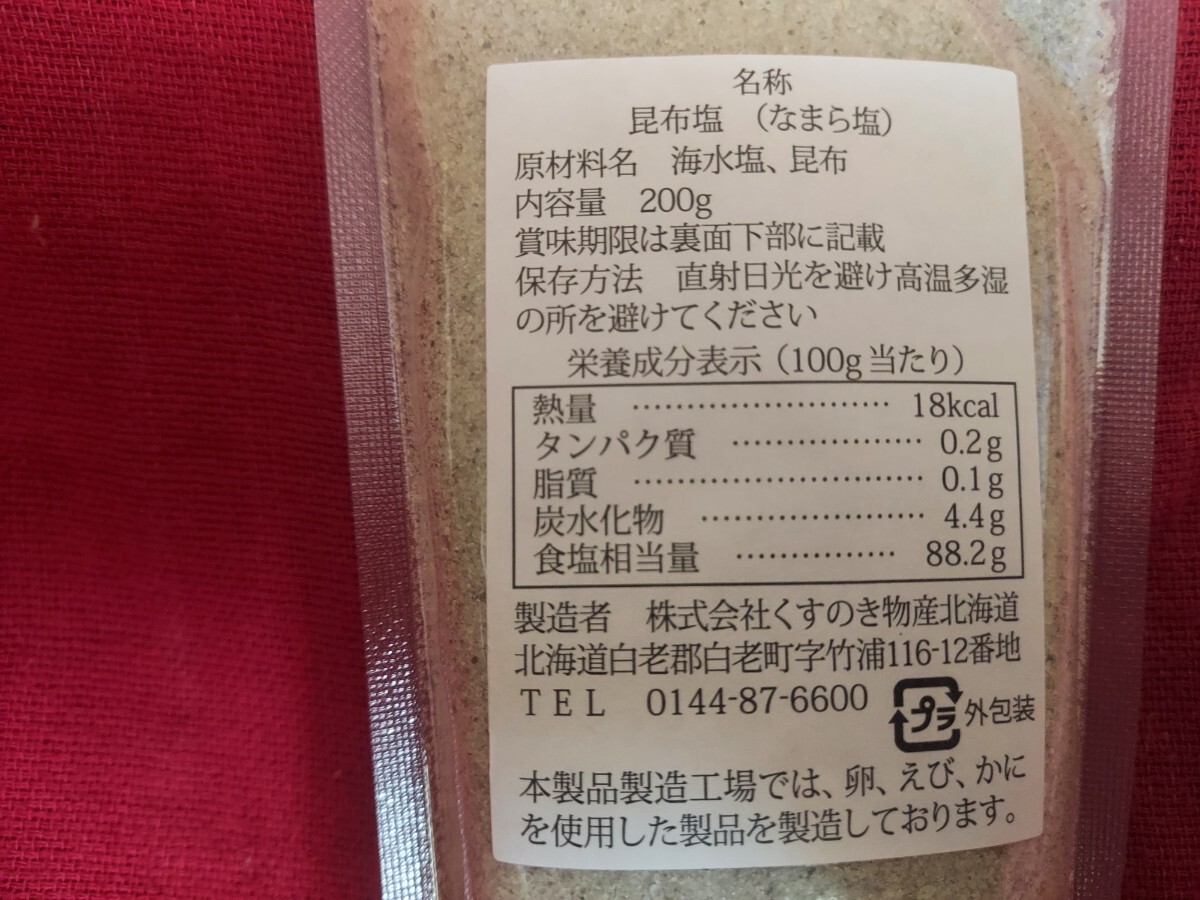 名称
昆布塩 （なまら塩）
原材料名 海水塩、昆布
内容量 200g
賞味期限は裏面下部に記載
保存方法 直射日光を避け高温多湿
の所を避けてください
栄養成分表示（100g当たり）
熱量 …………………… 18kcal
タンパク質 ……………… 0.2g
脂質 ……………………… 0.1g
炭水化物 ………………… 4.4g
食塩相当量 …………… 88.2g
製造者 株式会社くすのき物産北海道
北海道白老郡白老町字竹浦116-12番地
TEL 0144-87-6600
プラ 外包装
本製品製造工場では、卵、えび、かに
を使用した製品を製造しております。